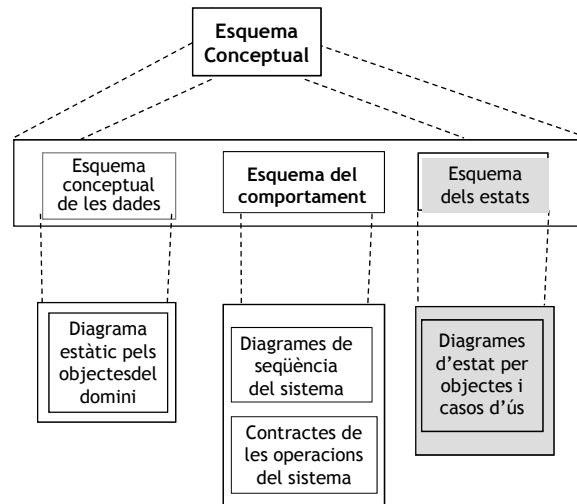 Esquema
Conceptual
Esquema
conceptual
de les dades
Esquema del
comportament
Esquema
dels estats
Diagrama
estàtic pels
objectesdel
domini
Diagrames de
seqüència
del sistema
Contractes de
les operacions
del sistema
Diagrames
d'estat per
objectes i
casos d'ús